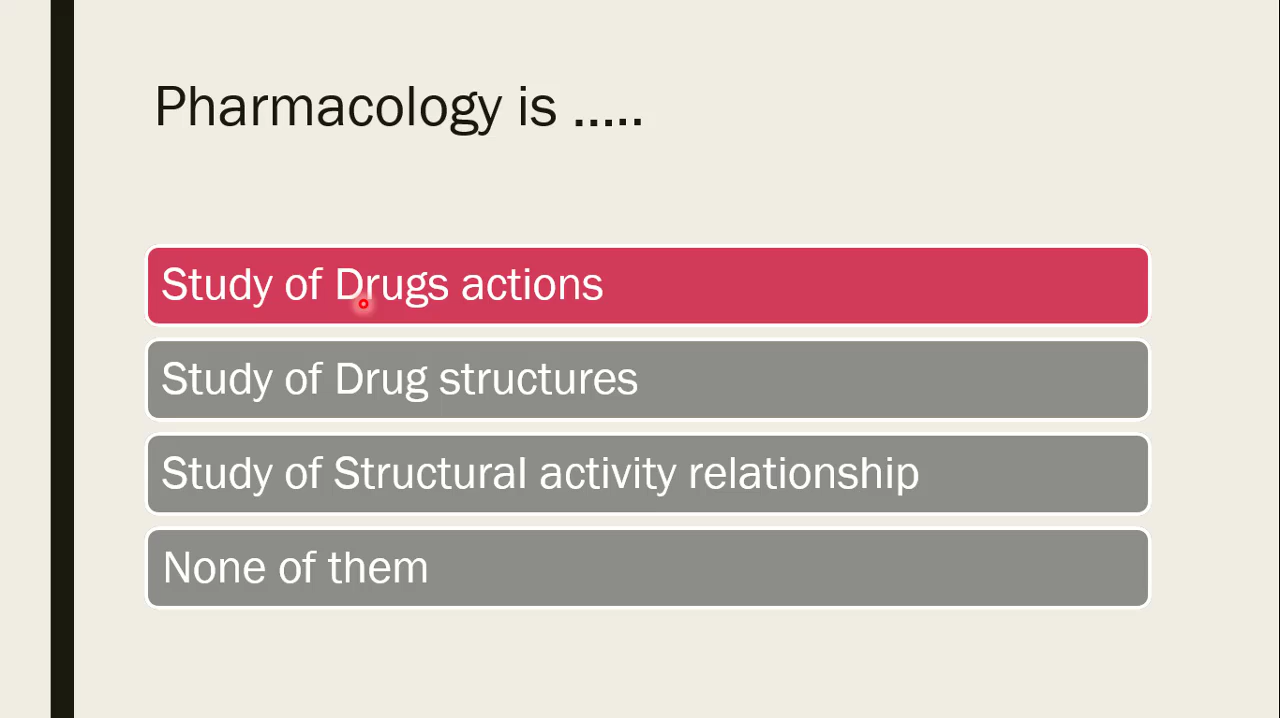 Pharmacology is .....
Study of Drugs actions
Study of Drug structures
Study of Structural activity relationship
None of them